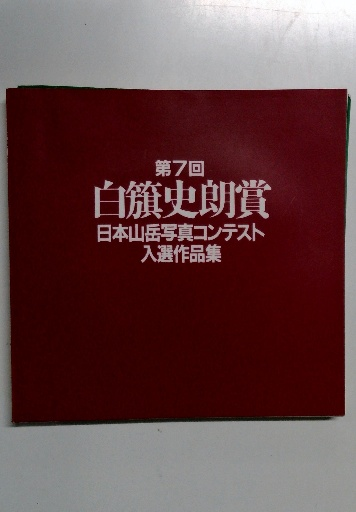 第7回
白籏史朗賞
日本山岳写真コンテスト
入選作品集